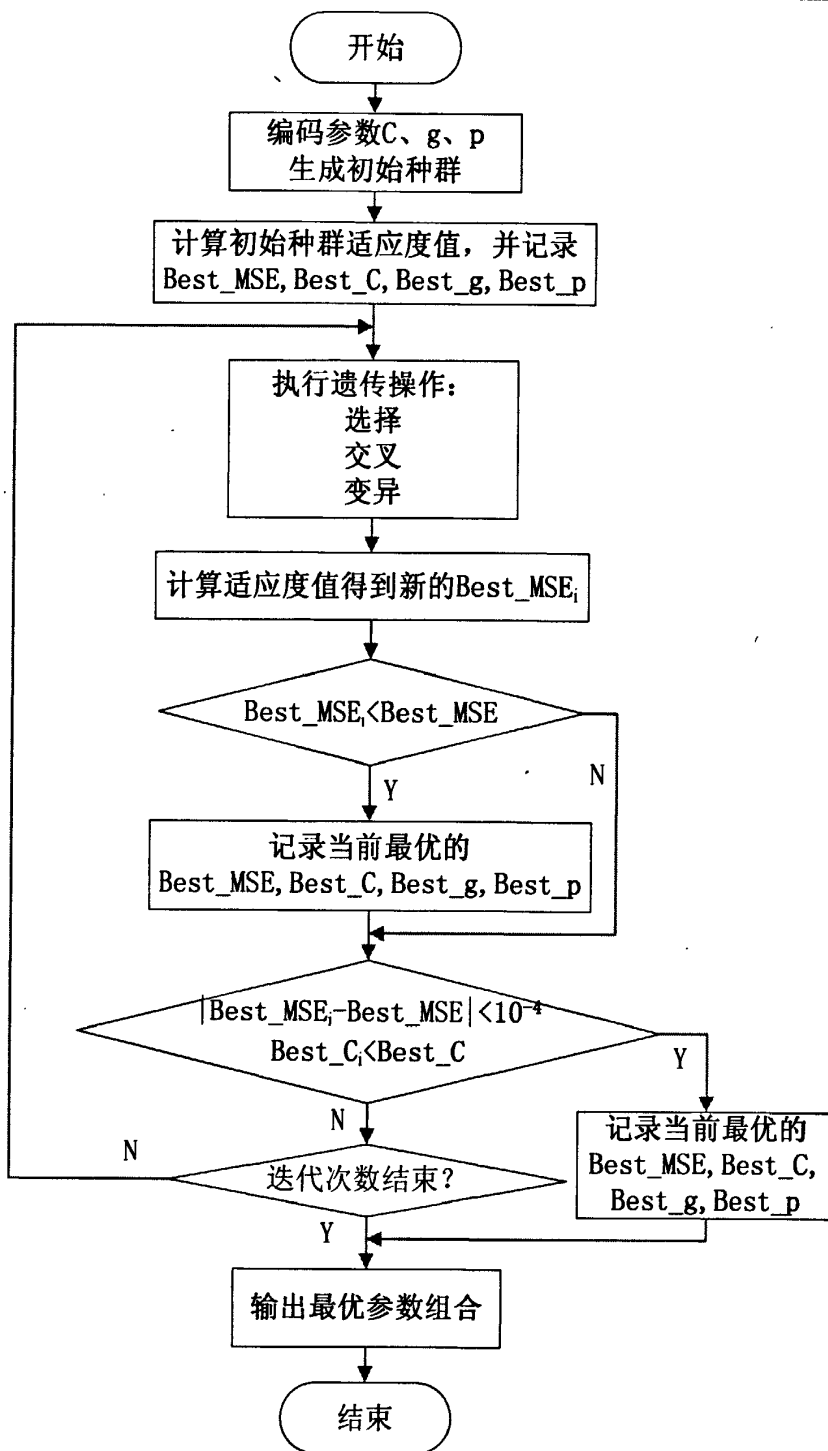 开始
编码参数C、g、p
生成初始种群
计算初始种群适应度值，并记录
Best_MSE,Best_C,Best_g,Best_p
执行遗传操作：
选择
交叉
变异
计算适应度值得到新的Best_MSEᵢ
Best_MSEᵢ<Best_MSE
N
Y
记录当前最优的
Best_MSE,Best_C,Best_g,Best_p
|Best_MSEᵢ-Best_MSE|<10⁻⁴
Best_Cᵢ<Best_C
Y
N
记录当前最优的
Best_MSE,Best_C,
Best_g,Best_p
N
迭代次数结束？
Y
输出最优参数组合
结束